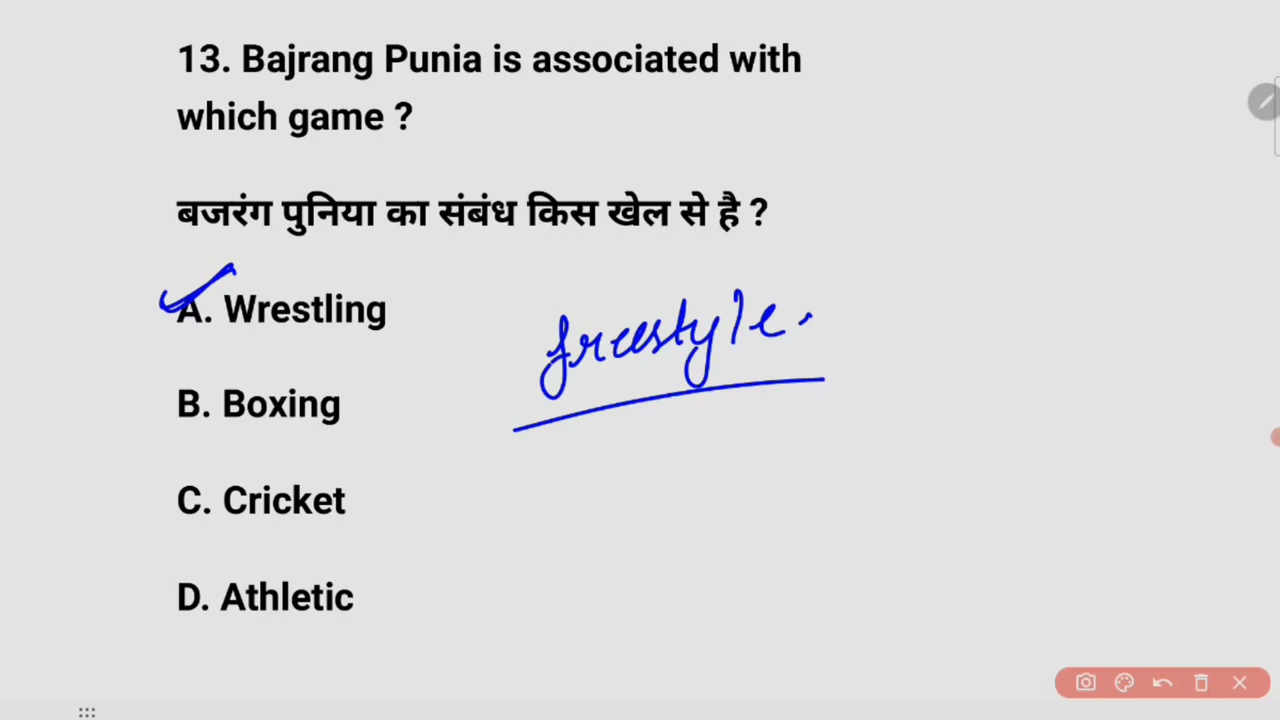 13. Bajrang Punia is associated with
which game ?
बजरंग पुनिया का संबंध किस खेल से है ?
A. Wrestling
freestyle.
B. Boxing
C. Cricket
D. Athletic